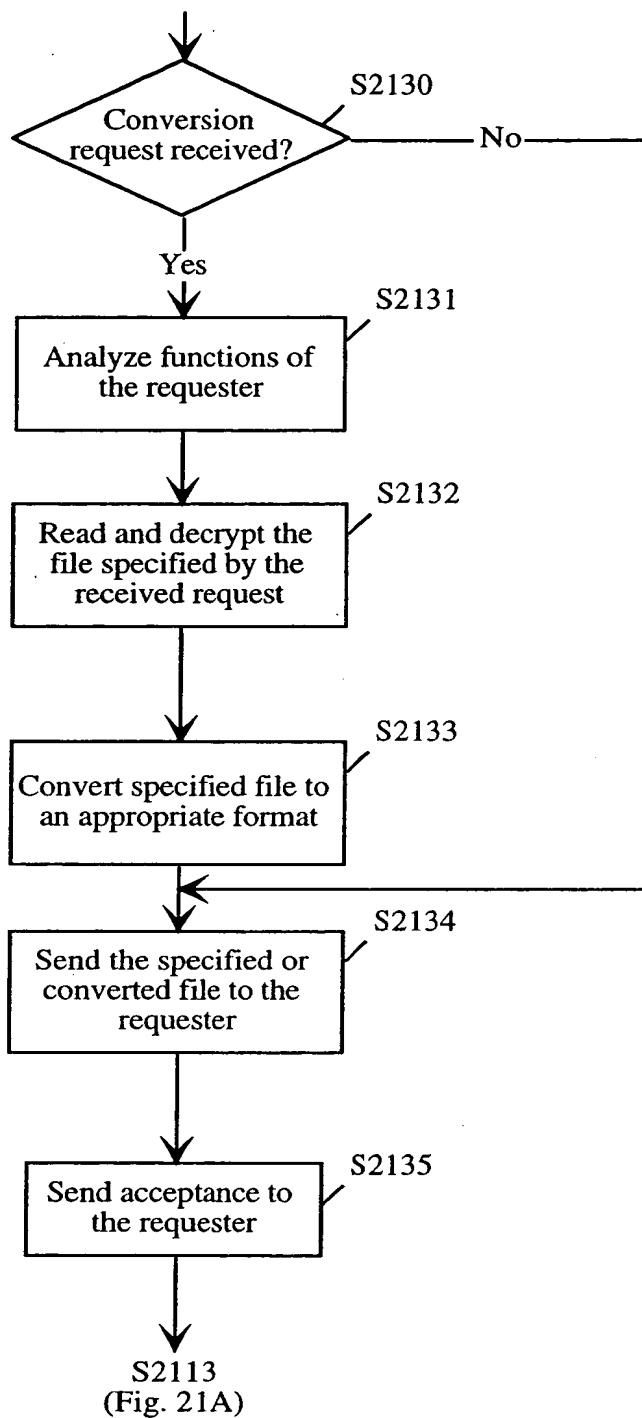 S2130
Conversion
request received?
No
Yes
S2131
Analyze functions of
the requester
S2132
Read and decrypt the
file specified by the
received request
S2133
Convert specified file to
an appropriate format
S2134
Send the specified or
converted file to the
requester
S2135
Send acceptance to
the requester
S2113
(Fig. 21A)